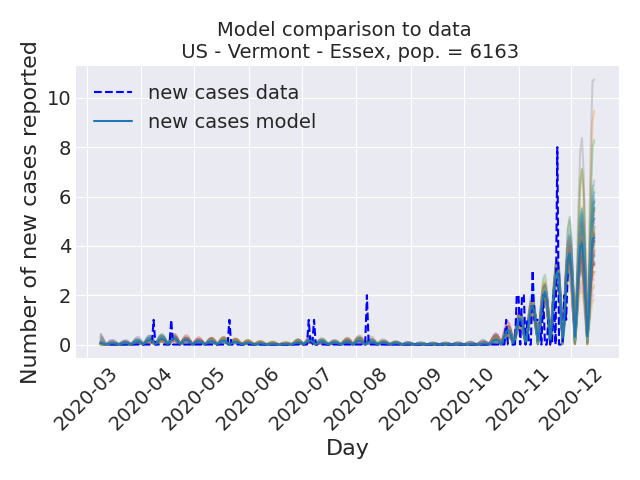 Model comparison to data
US - Vermont - Essex, pop. = 6163
Number of new cases reported
10
8
6
4
2
0
new cases data
new cases model
2020-03
2020-04
2020-05
2020-06
2020-07
2020-08
2020-09
2020-10
2020-11
2020-12
Day